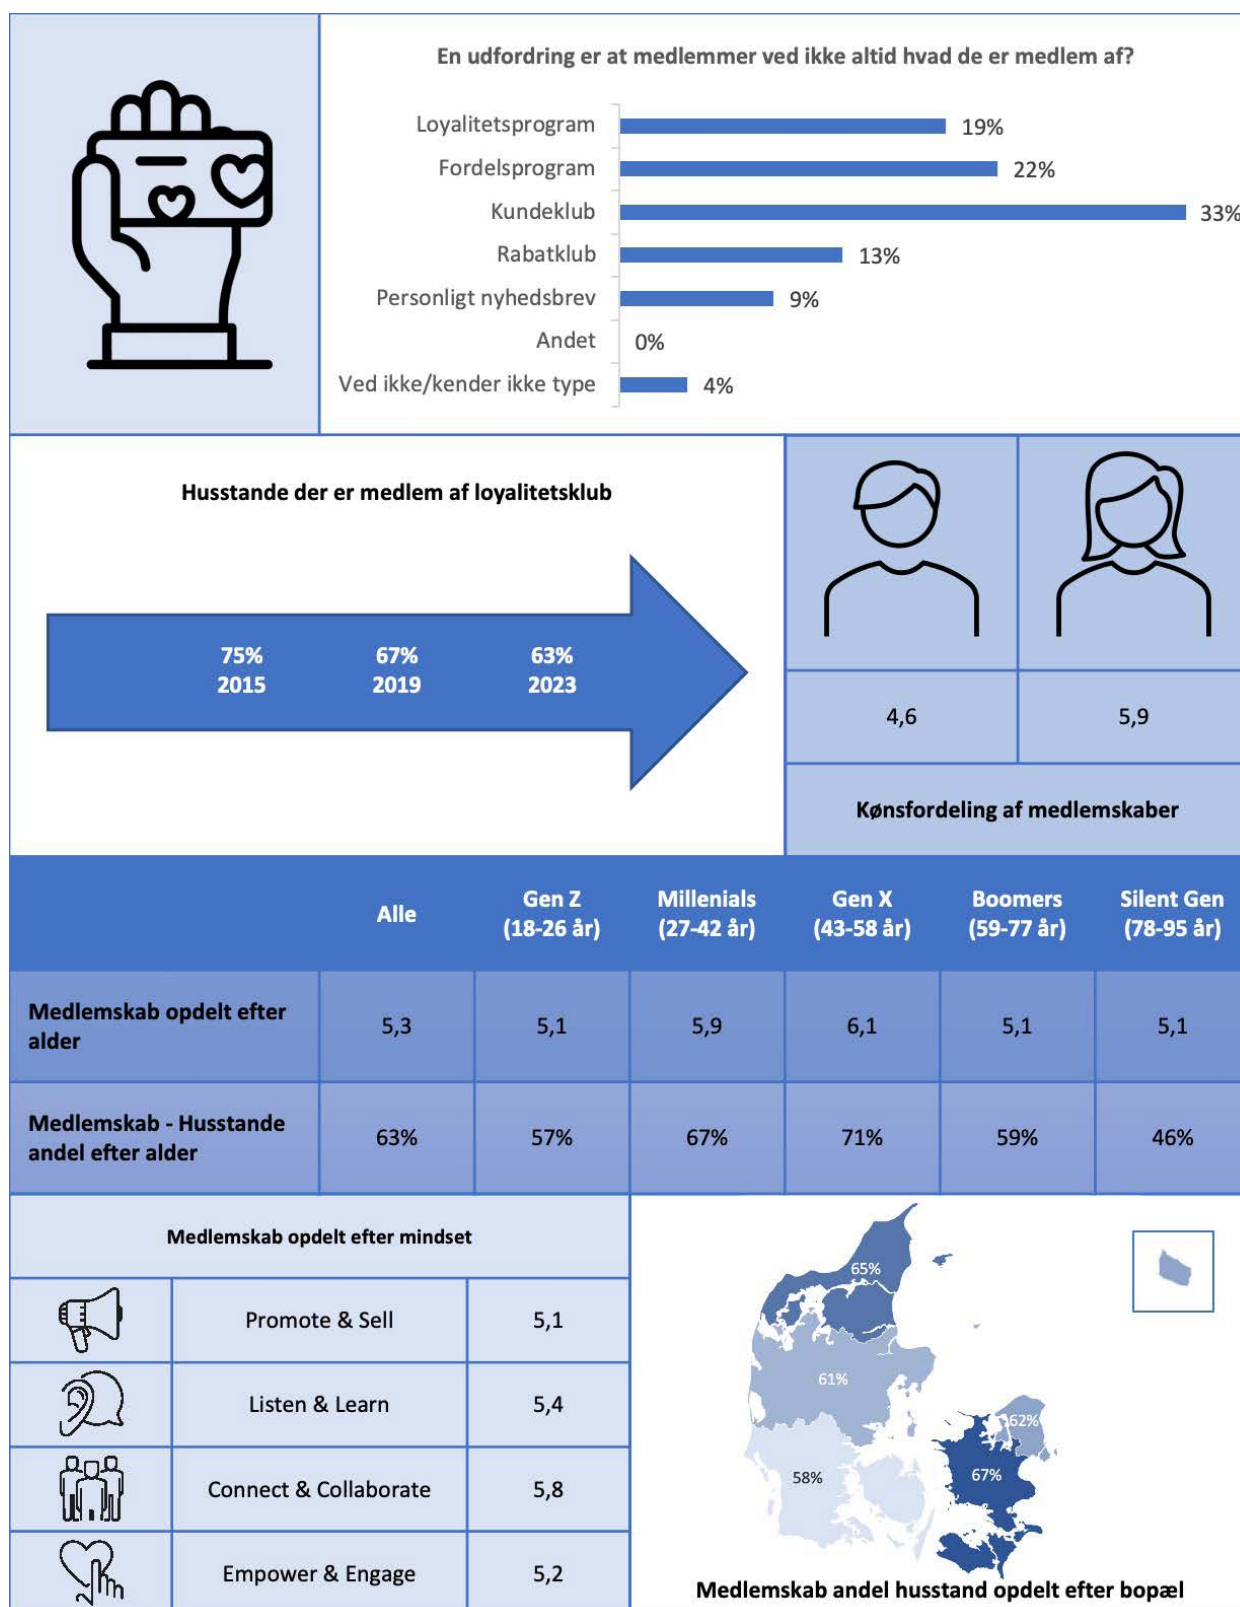 En udfordring er at medlemmer ved ikke altid hvad de er medlem af?
Loyalitetsprogram 19%
Fordelsprogram 22%
Kundeklub 33%
Rabatklub 13%
Personligt nyhedsbrev 9%
Andet 0%
Ved ikke/kender ikke type 4%
Husstande der er medlem af loyalitetsklub
75% 67% 63%
2015 2019 2023
4,6 5,9
Kønsfordeling af medlemskaber
Alle
Gen Z
(18-26 år)
Millenials
(27-42 år)
Gen X
(43-58 år)
Boomers
(59-77 år)
Silent Gen
(78-95 år)
Medlemskab opdelt efter
alder
5,3 5,1 5,9 6,1 5,1 5,1
Medlemskab - Husstande
andel efter alder
63% 57% 67% 71% 59% 46%
Medlemskab opdelt efter mindset
Promote & Sell 5,1
Listen & Learn 5,4
Connect & Collaborate 5,8
Empower & Engage 5,2
65%
61%
62%
67%
58%
Medlemskab andel husstand opdelt efter bopæl